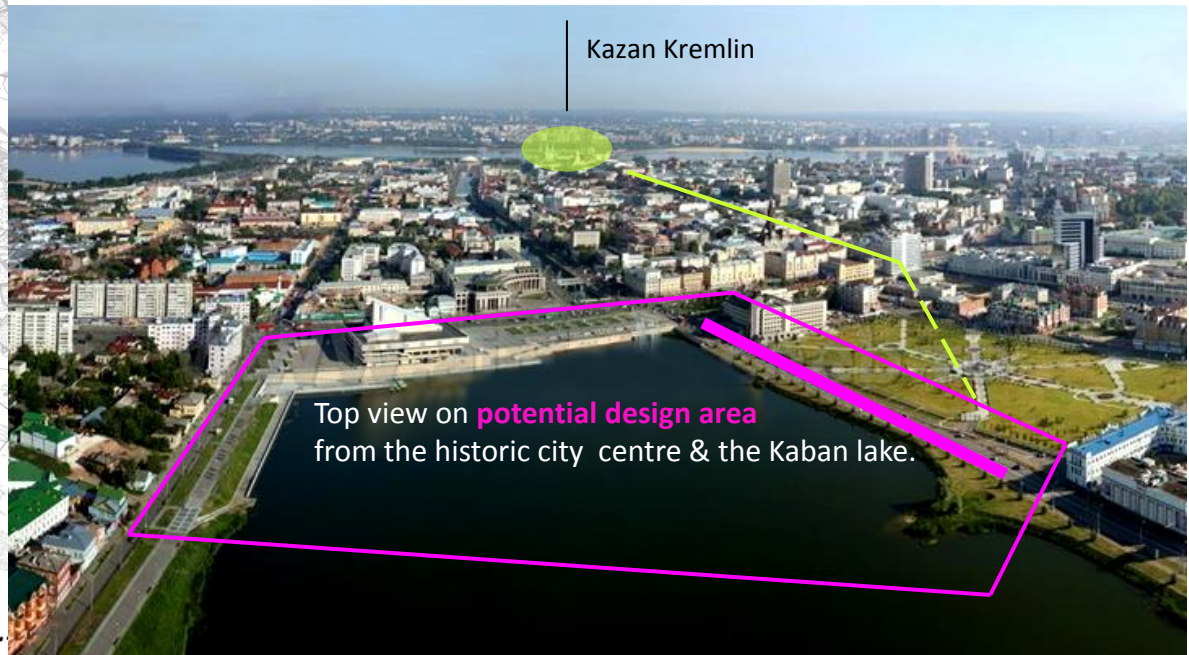 Kazan Kremlin
Top view on potential design area
from the historic city centre & the Kaban lake.